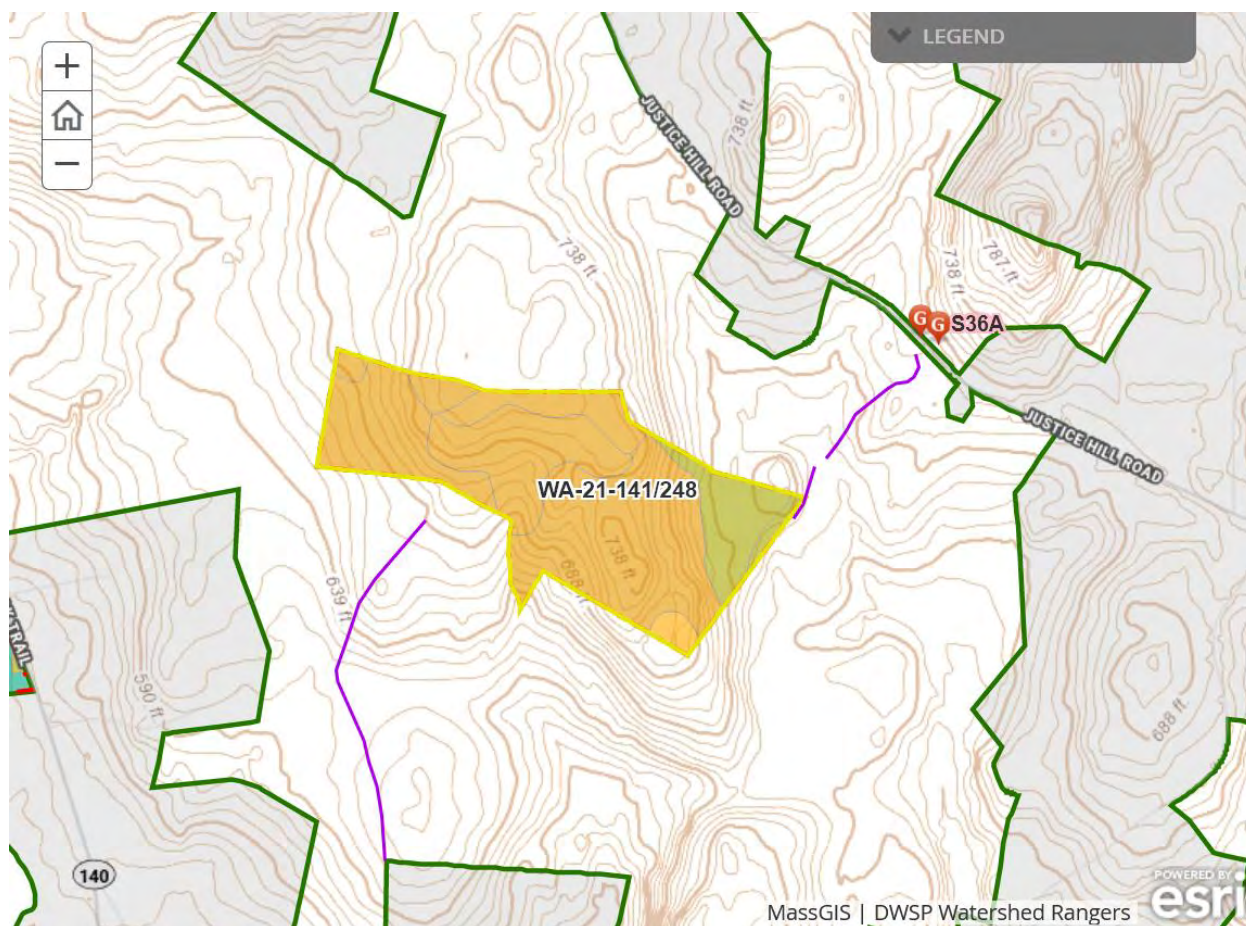 +
−
LEGEND
JUSTICE HILL ROAD
738 ft.
738 ft.
738 ft.
787 ft.
G
G
S36A
JUSTICE HILL ROAD
WA-21-141/248
738 ft
688 ft
639 ft
TRAIL
590 ft
688 ft.
140
MassGIS | DWSP Watershed Rangers
POWERED BY
esri